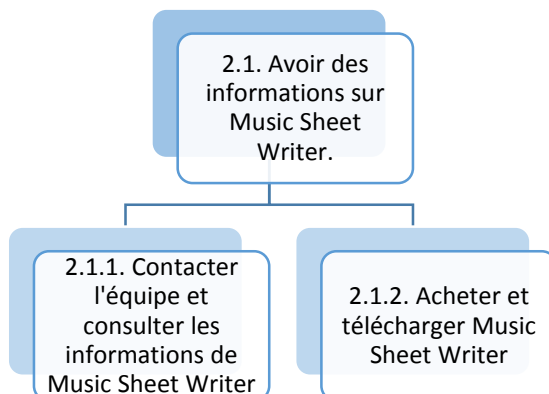 2.1. Avoir des
informations sur
Music Sheet
Writer.
2.1.1. Contacter
l'équipe et
consulter les
informations de
Music Sheet Writer
2.1.2. Acheter et
télécharger Music
Sheet Writer